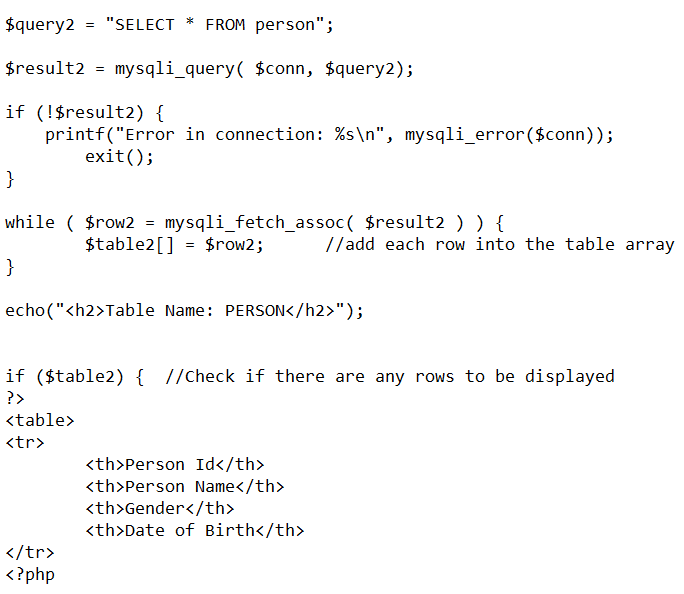 $query2 = "SELECT * FROM person";
$result2 = mysqli_query( $conn, $query2);
if (!$result2) {
    printf("Error in connection: %s\n", mysqli_error($conn));
        exit();
}
while ( $row2 = mysqli_fetch_assoc( $result2 ) ) {
        $table2[] = $row2;      //add each row into the table array
}
echo("<h2>Table Name: PERSON</h2>");
if ($table2) {  //Check if there are any rows to be displayed
?>
<table>
<tr>
        <th>Person Id</th>
        <th>Person Name</th>
        <th>Gender</th>
        <th>Date of Birth</th>
</tr>
<?php